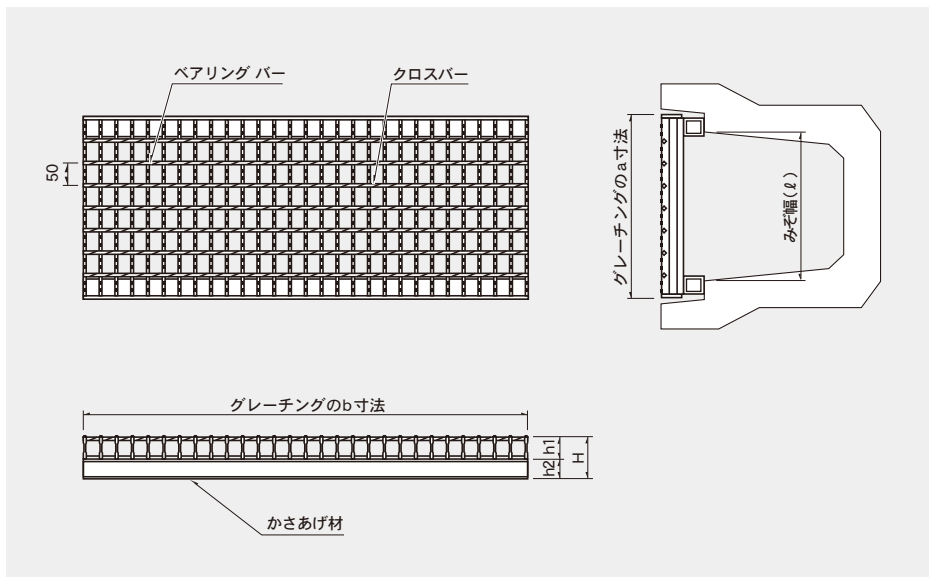 ベアリング バー
クロスバー
50
グレーチングのa寸法
みぞ幅(ℓ)
グレーチングのb寸法
h1
h2
H
かさあげ材